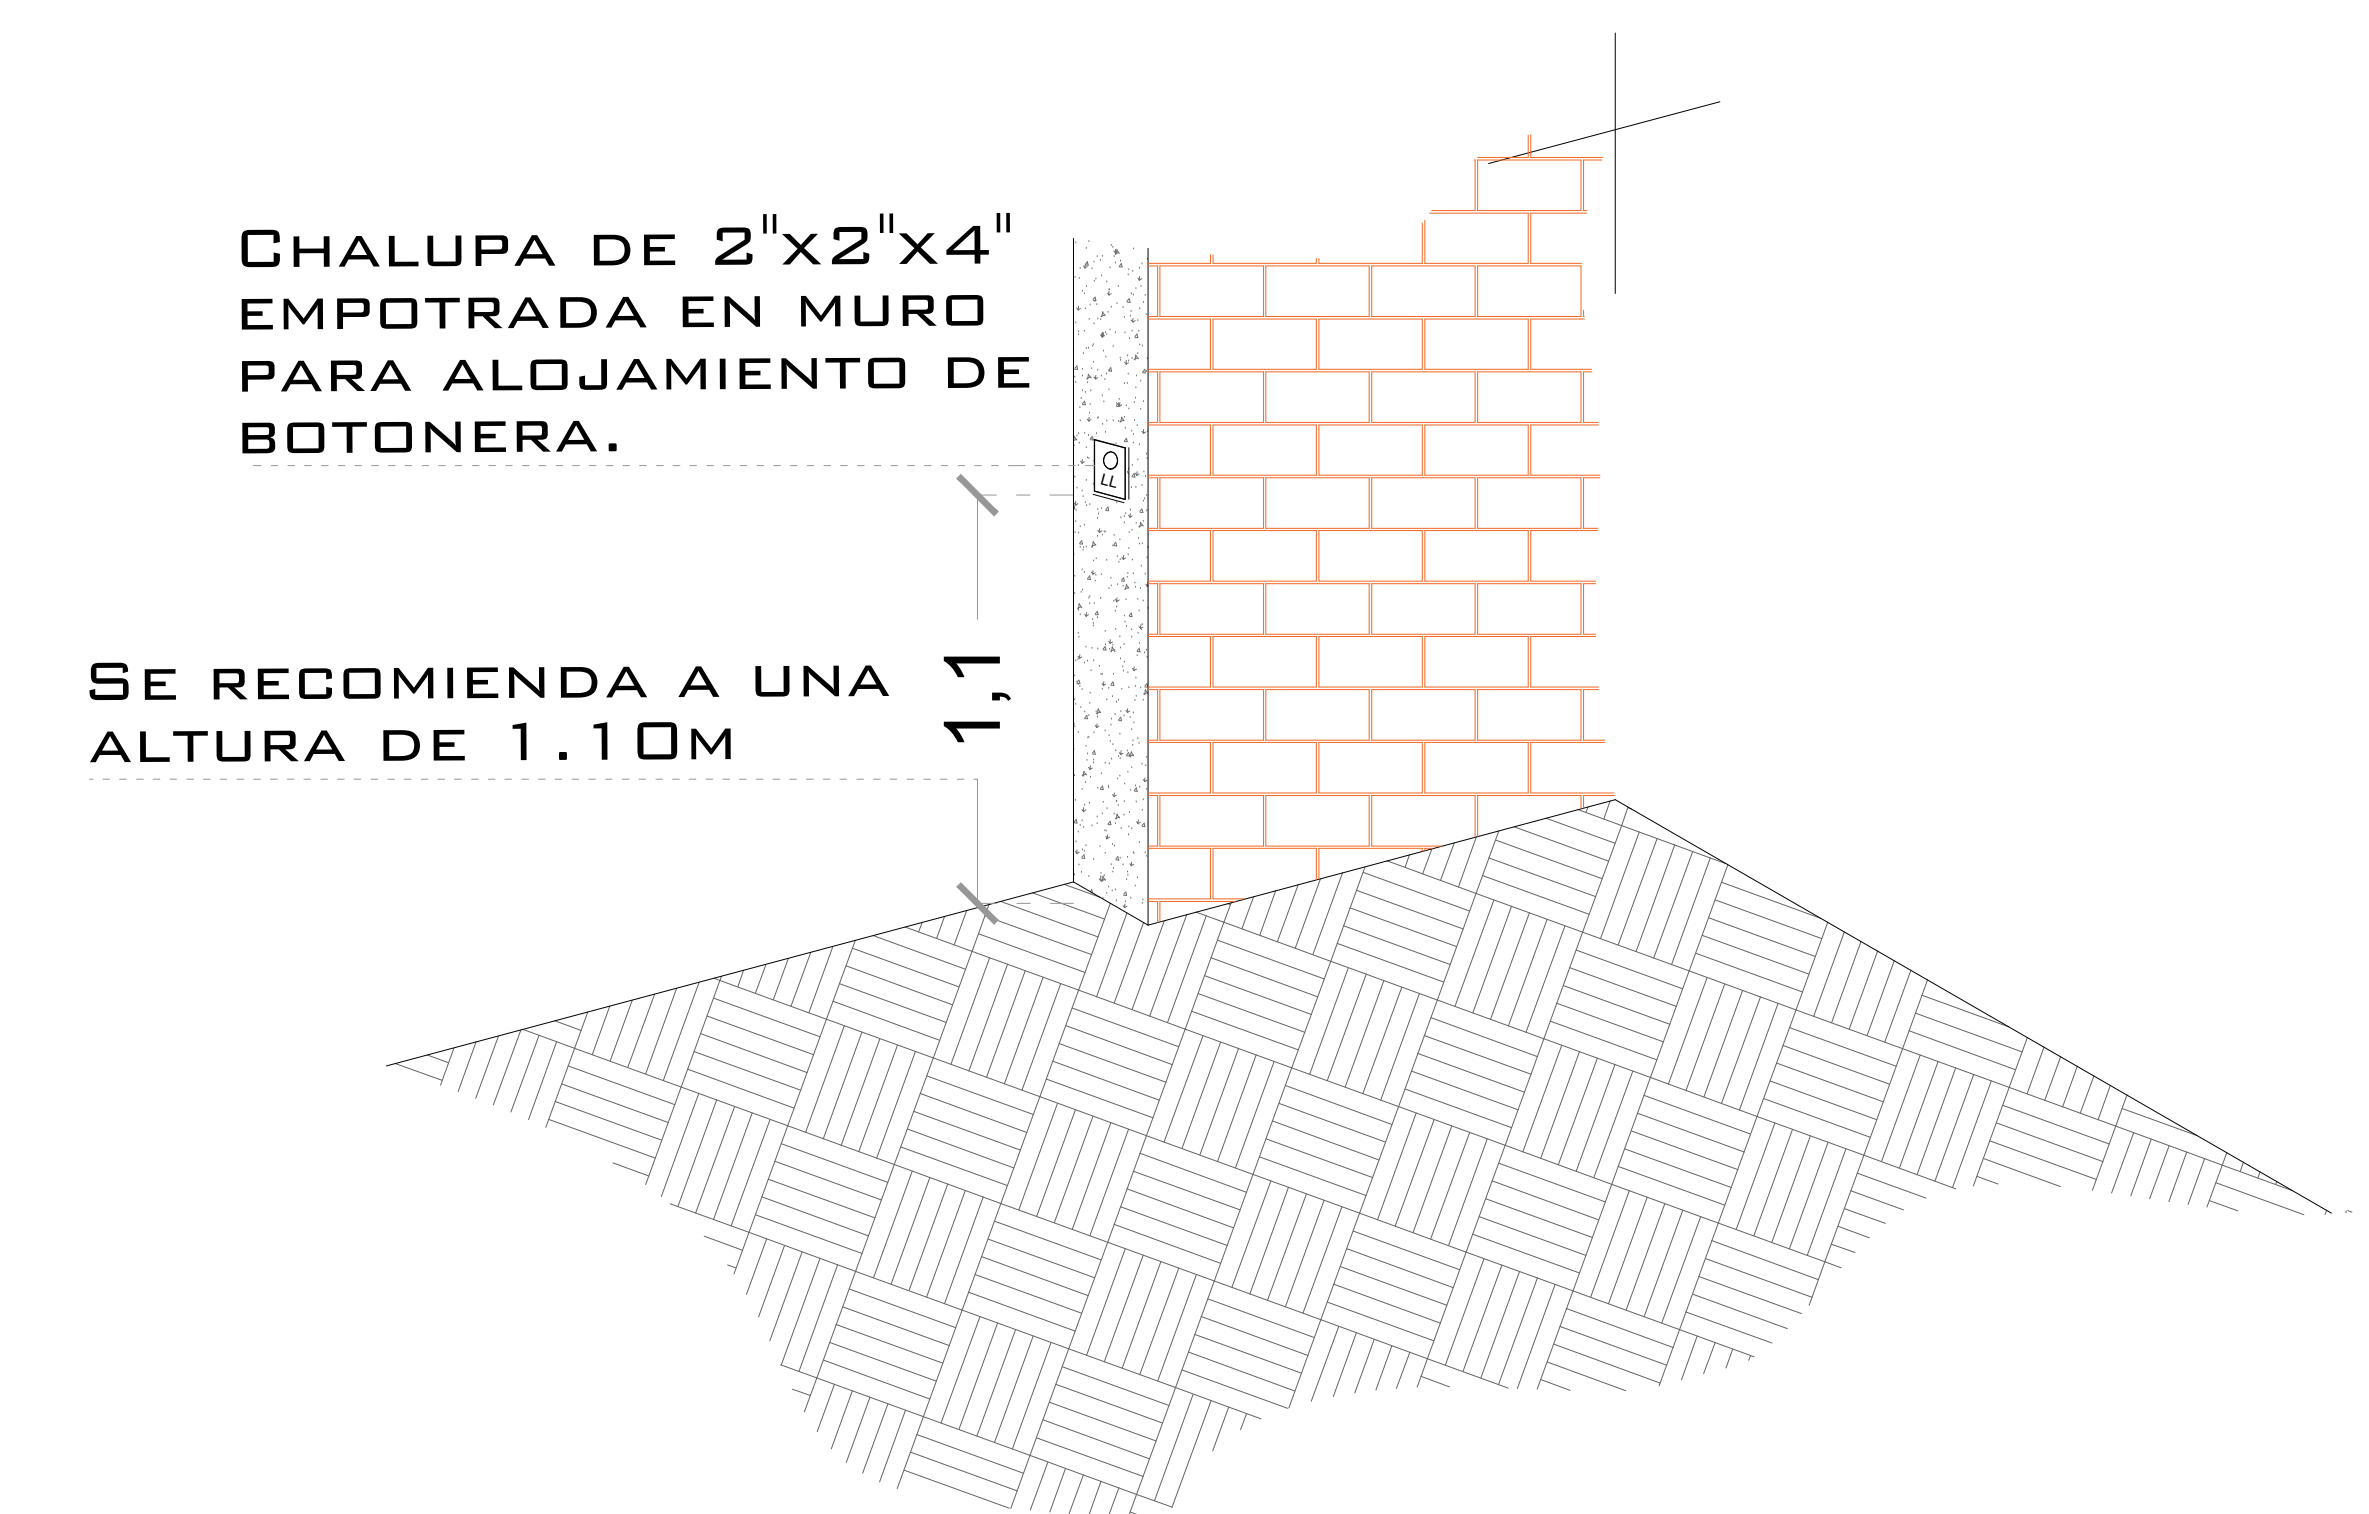 Chalupa de 2"x2"x4"
empotrada en muro
para alojamiento de
botonera.
Se recomienda a una
altura de 1.10m
1,1